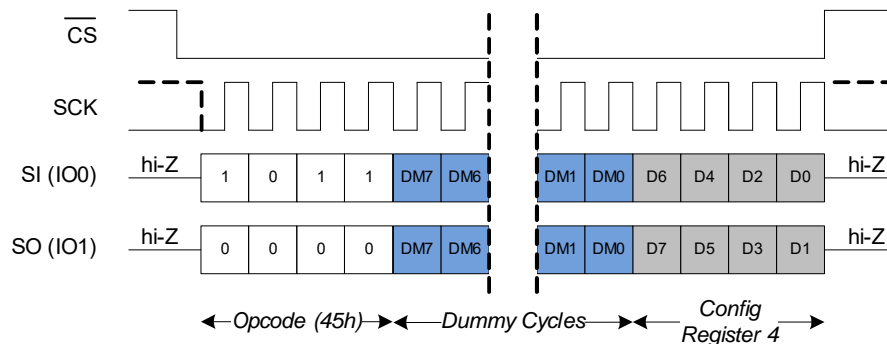 CS
SCK
SI (IO0) hi-Z 1 0 1 1 DM7 DM6 DM1 DM0 D6 D4 D2 D0 hi-Z
SO (IO1) hi-Z 0 0 0 0 DM7 DM6 DM1 DM0 D7 D5 D3 D1 hi-Z
Opcode (45h) Dummy Cycles Config
Register 4